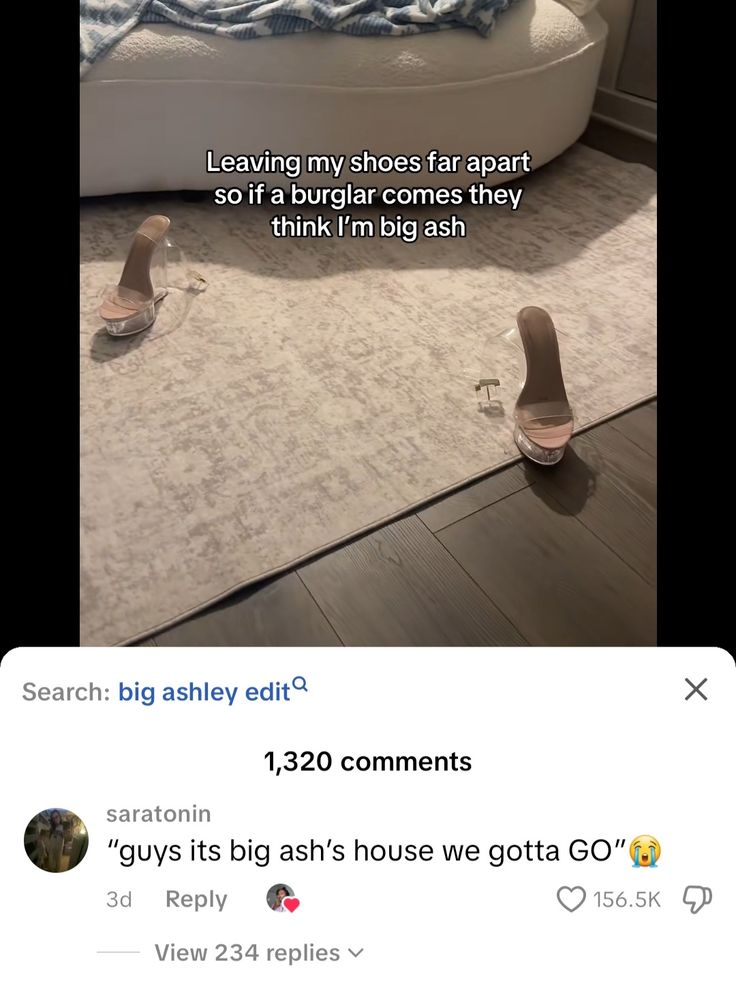 Leaving my shoes far apart
so if a burglar comes they
think I'm big ash
Search: big ashley edit
1,320 comments
saratonin
“guys its big ash's house we gotta GO”😭
3d Reply 156.5K
View 234 replies